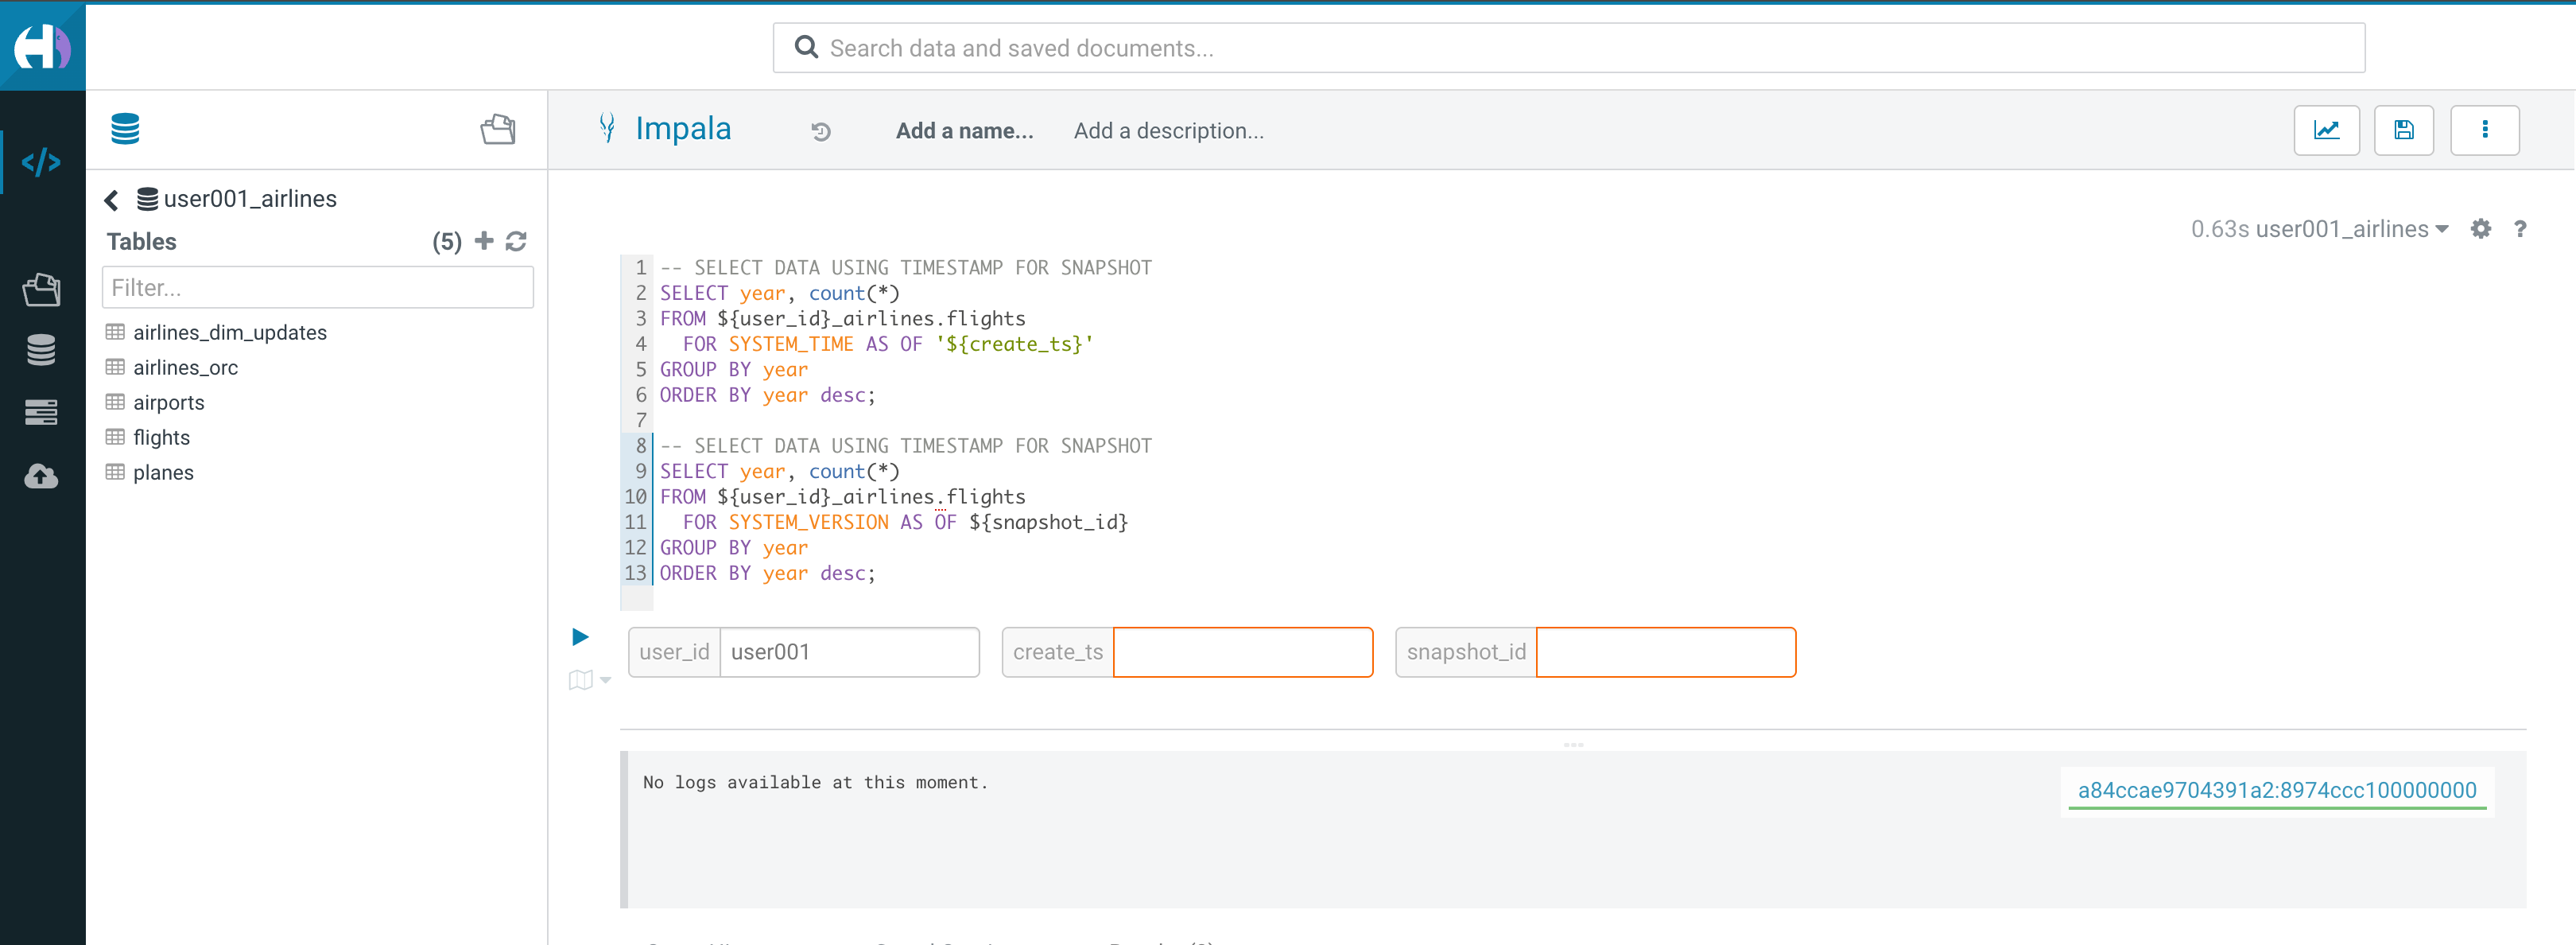 Search data and saved documents...
Impala
Add a name...
Add a description...
user001_airlines
Tables
(5)
Filter...
airlines_dim_updates
airlines_orc
airports
flights
planes
0.63s user001_airlines
?
1 -- SELECT DATA USING TIMESTAMP FOR SNAPSHOT
2 SELECT year, count(*)
3 FROM ${user_id}_airlines.flights
4 FOR SYSTEM_TIME AS OF '${create_ts}'
5 GROUP BY year
6 ORDER BY year desc;
7
8 -- SELECT DATA USING TIMESTAMP FOR SNAPSHOT
9 SELECT year, count(*)
10 FROM ${user_id}_airlines.flights
11 FOR SYSTEM_VERSION AS OF ${snapshot_id}
12 GROUP BY year
13 ORDER BY year desc;
user_id user001
create_ts
snapshot_id
No logs available at this moment.
a84ccae9704391a2:8974ccc100000000